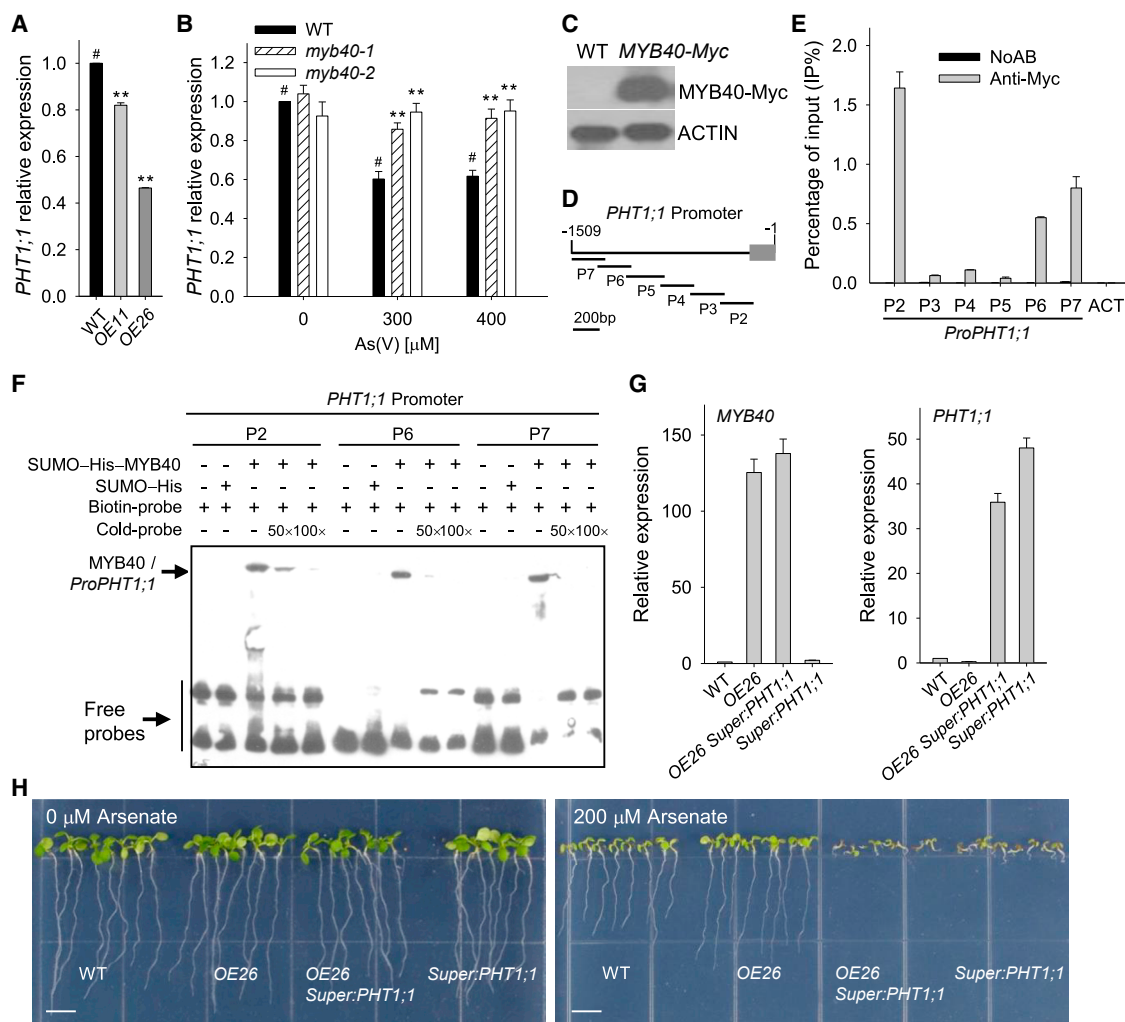 A
PHT1;1 relative expression
1.0
0.8
0.6
0.4
0.2
0.0
#
**
**
WT
OE11
OE26
B
WT
myb40-1
myb40-2
PHT1;1 relative expression
1.2
1.0
0.8
0.6
0.4
0.2
0.0
#
#
**
**
#
**
**
0
300
400
As(V) [μM]
C
WT MYB40-Myc
MYB40-Myc
ACTIN
D
PHT1;1 Promoter
-1509
-1
P7
P6
P5
P4
P3
P2
200bp
E
NoAB
Anti-Myc
Percentage of input (IP%)
2.0
1.5
1.0
0.5
0.0
P2 P3 P4 P5 P6 P7 ACT
ProPHT1;1
F
PHT1;1 Promoter
P2 P6 P7
SUMO–His–MYB40 - - + + + - - + + + - - + + +
SUMO–His - + - - - - + - - - - + - - -
Biotin-probe + + + + + + + + + + + + + + +
Cold-probe - - - 50×100× - - - 50×100× - - - 50×100×
MYB40 /
ProPHT1;1
Free
probes
G
MYB40
Relative expression
150
125
100
75
50
25
0
WT
OE26
OE26 Super:PHT1;1
Super:PHT1;1
PHT1;1
Relative expression
50
40
30
20
10
0
WT
OE26
OE26 Super:PHT1;1
Super:PHT1;1
H
0 μM Arsenate
WT
OE26
OE26
Super:PHT1;1
Super:PHT1;1
200 μM Arsenate
WT
OE26
OE26
Super:PHT1;1
Super:PHT1;1